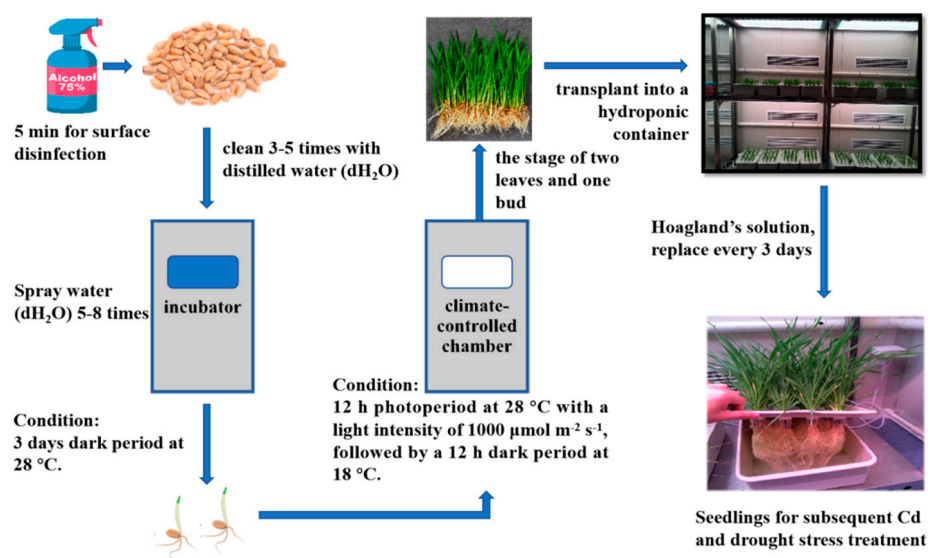 Alcohol
75%
5 min for surface
disinfection
clean 3-5 times with
distilled water (dH₂O)
Spray water
(dH₂O) 5-8 times
incubator
Condition:
3 days dark period at
28 °C.
Condition:
12 h photoperiod at 28 °C with a
light intensity of 1000 μmol m⁻² s⁻¹,
followed by a 12 h dark period at
18 °C.
climate-
controlled
chamber
the stage of two
leaves and one
bud
transplant into a
hydroponic
container
Hoagland's solution,
replace every 3 days
Seedlings for subsequent Cd
and drought stress treatment